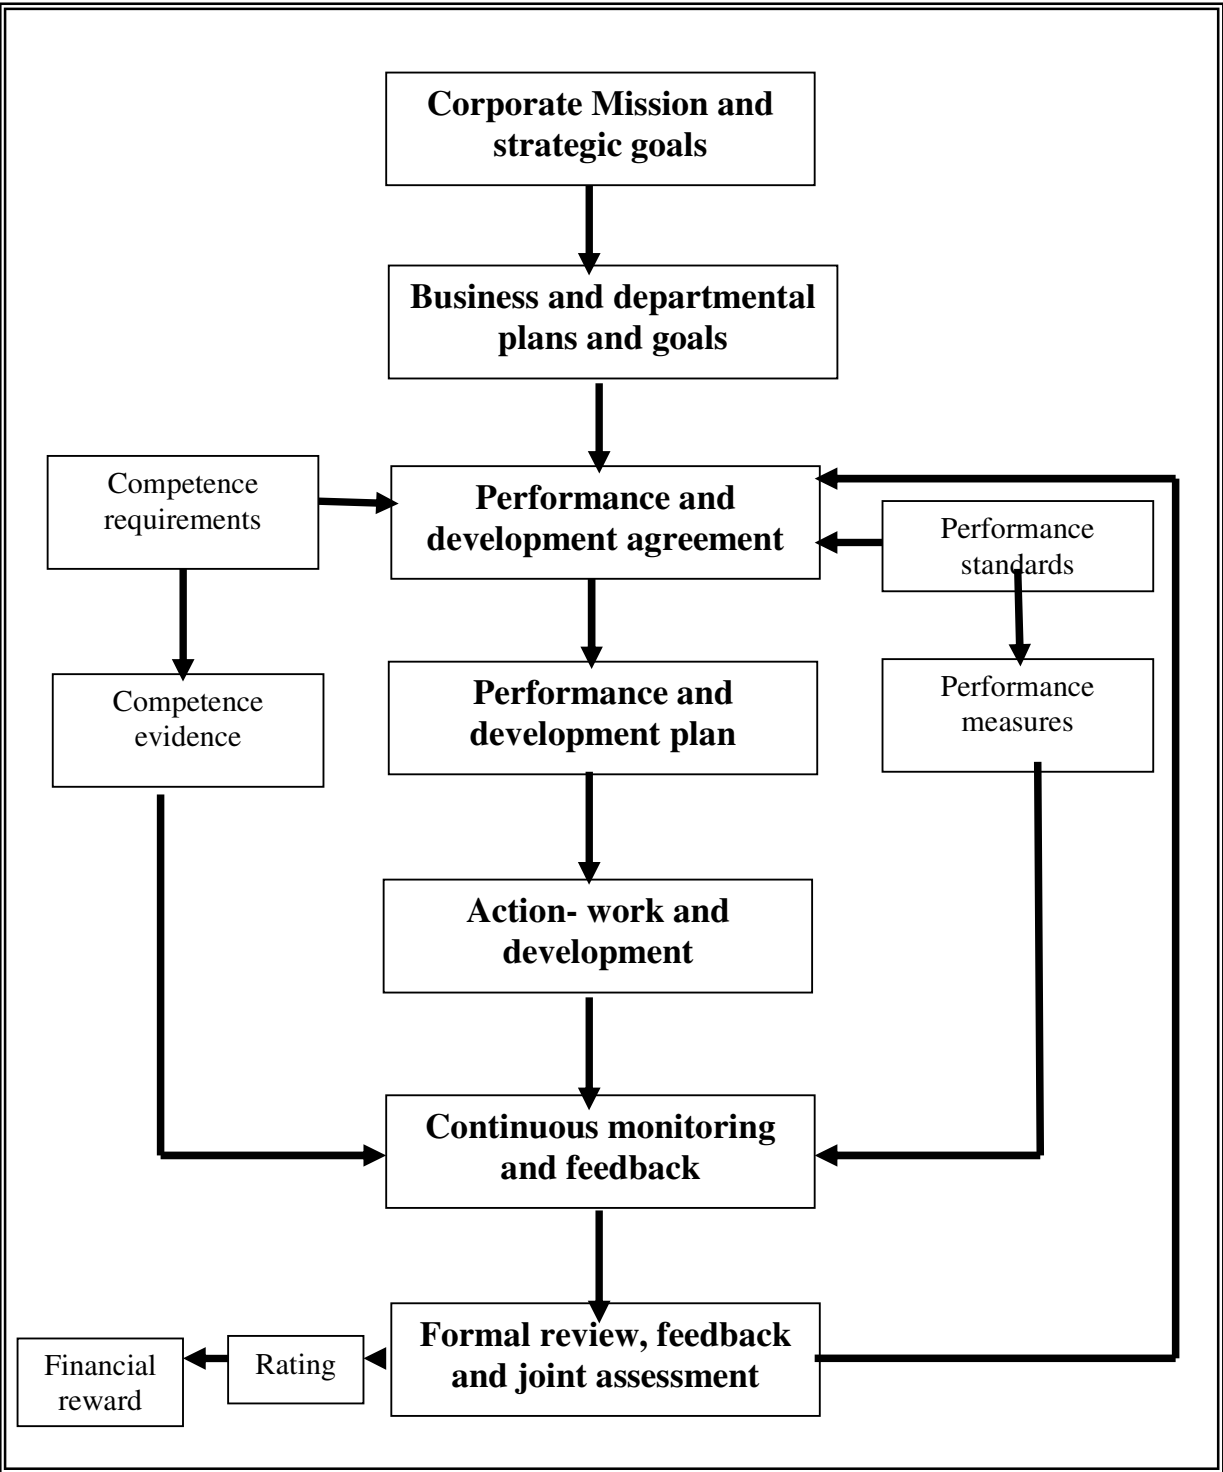 Corporate Mission and
strategic goals
Business and departmental
plans and goals
Competence
requirements
Performance and
development agreement
Performance
standards
Competence
evidence
Performance and
development plan
Performance
measures
Action- work and
development
Continuous monitoring
and feedback
Financial
reward
Rating
Formal review, feedback
and joint assessment